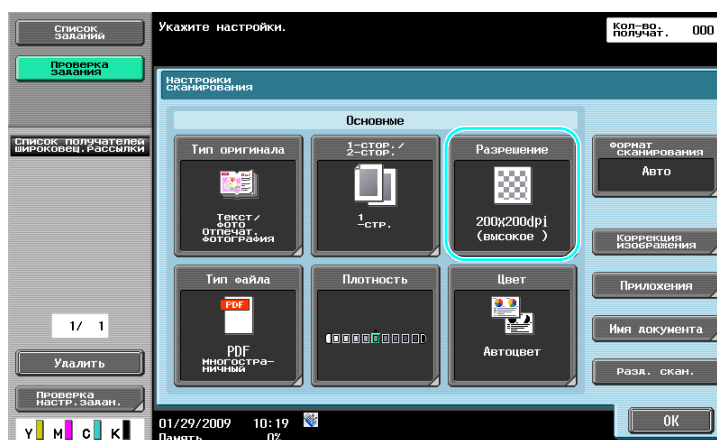 Список
заданий
Укажите настройки.
Кол-во.
получат.
000
Проверка
задания
Настройки
сканирования
Основные
Список получателей
широковещ.рассылки
Тип оригинала
1-СТОР./
2-СТОР.
Разрешение
Формат
сканирования
Авто
Текст/
Фото
Отпечат.
Фотография
1
-СТР.
200X200dpi
(высокое )
Коррекция
изображения
Тип файла
Плотность
Цвет
Приложения
PDF
PDF
многостра-
ничный
Автоцвет
1/ 1
Имя документа
Удалить
Разд. скан.
Проверка
настр.задан.
OK
01/29/2009 10:19
Память 0%
Y M C K